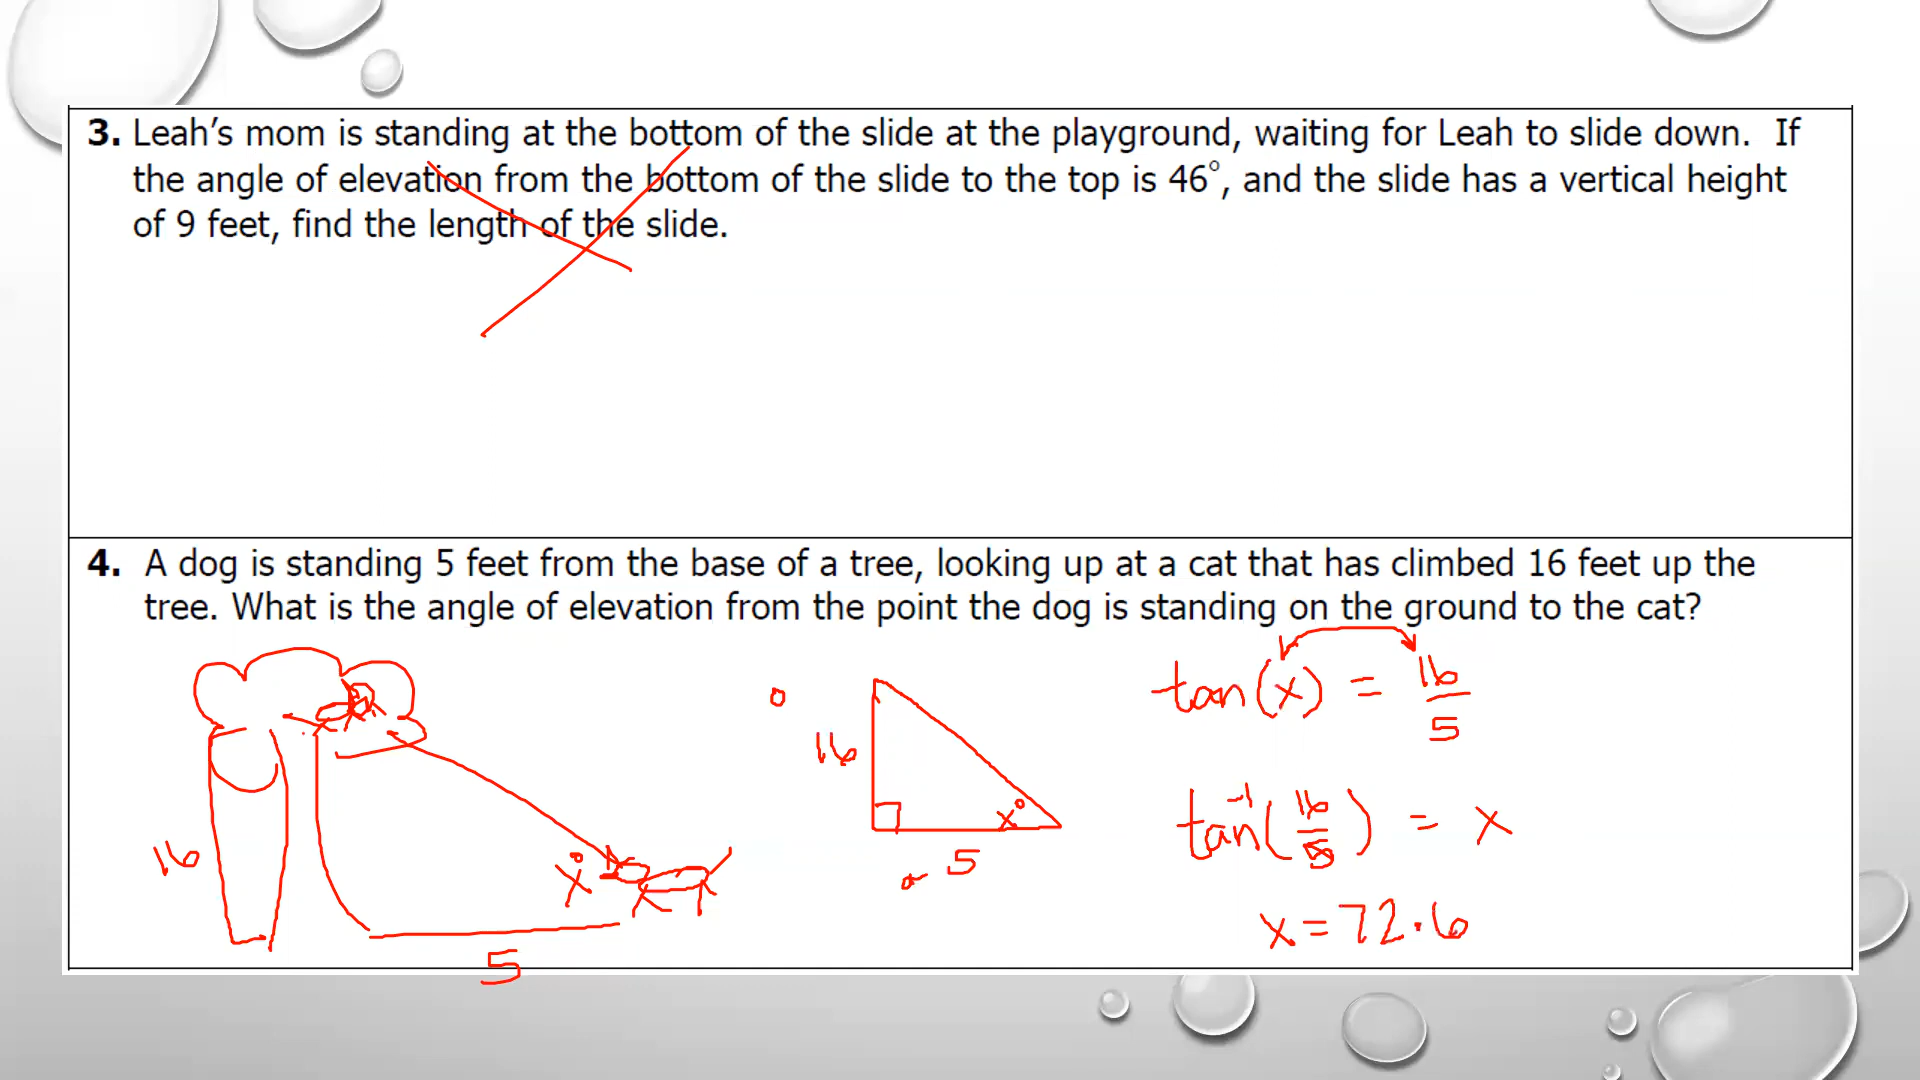 3. Leah's mom is standing at the bottom of the slide at the playground, waiting for Leah to slide down. If
the angle of elevation from the bottom of the slide to the top is 46°, and the slide has a vertical height
of 9 feet, find the length of the slide.
4. A dog is standing 5 feet from the base of a tree, looking up at a cat that has climbed 16 feet up the
tree. What is the angle of elevation from the point the dog is standing on the ground to the cat?
16
x°
5
16
x°
5
tan(x) = 16/5
tan⁻¹(16/5) = x
x = 72.6